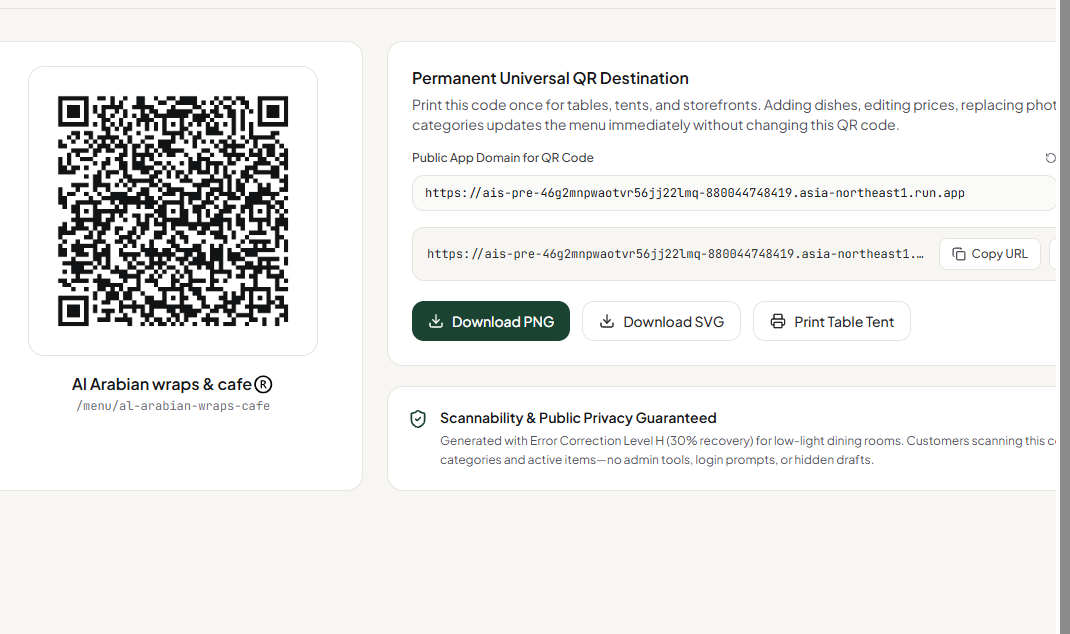 Al Arabian wraps & cafe®
/menu/al-arabian-wraps-cafe
Permanent Universal QR Destination
Print this code once for tables, tents, and storefronts. Adding dishes, editing prices, replacing phot
categories updates the menu immediately without changing this QR code.
Public App Domain for QR Code
https://ais-pre-46g2mnpwaotvr56jj22lmq-880044748419.asia-northeast1.run.app
https://ais-pre-46g2mnpwaotvr56jj22lmq-880044748419.asia-northeast1.…
Copy URL
Download PNG
Download SVG
Print Table Tent
Scannability & Public Privacy Guaranteed
Generated with Error Correction Level H (30% recovery) for low-light dining rooms. Customers scanning this c
categories and active items—no admin tools, login prompts, or hidden drafts.